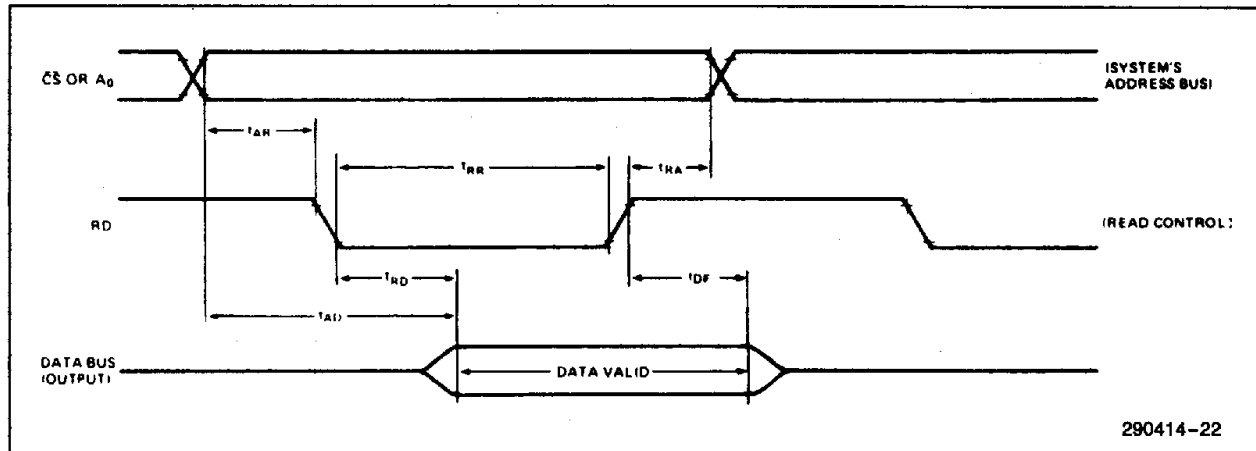 C̅S̅ OR A₀
(SYSTEM'S
ADDRESS BUS)
tAR
tRR
tRA
RD
(READ CONTROL)
tRD
tDF
tAD
DATA BUS
(OUTPUT)
DATA VALID
290414-22